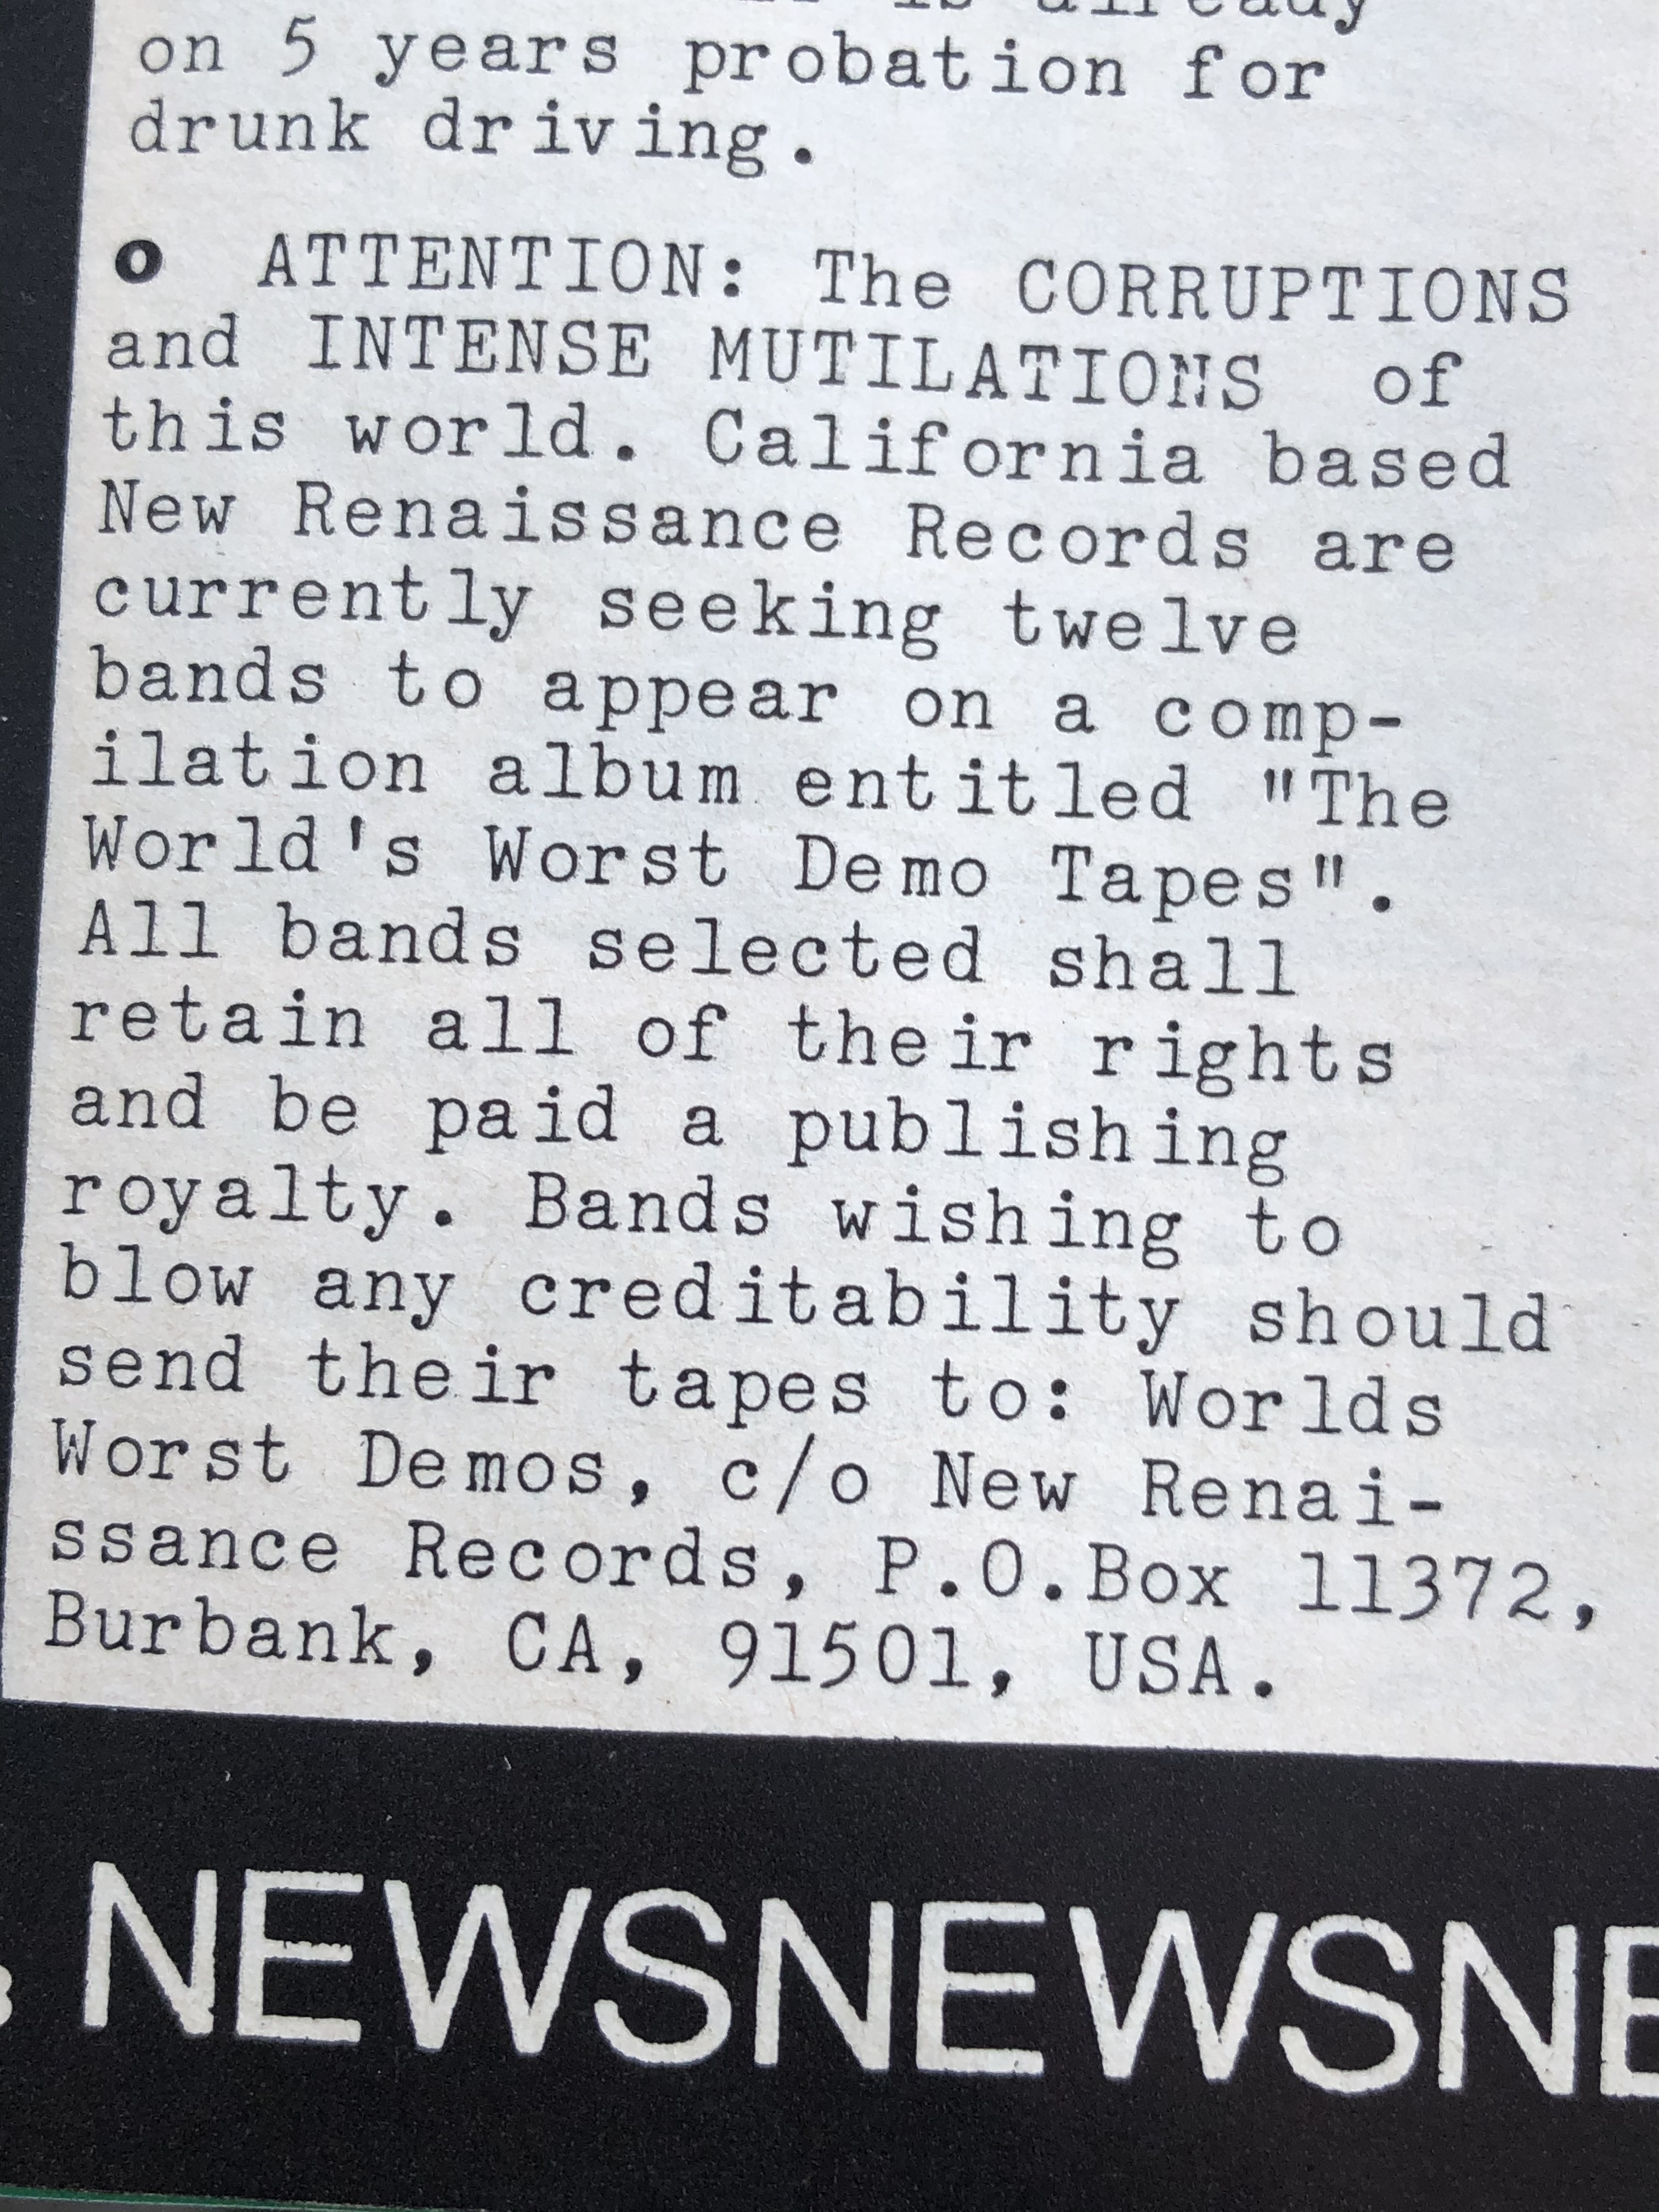 is already
on 5 years probation for
drunk driving.
o ATTENTION: The CORRUPTIONS
and INTENSE MUTILATIONS of
this world. California based
New Renaissance Records are
currently seeking twelve
bands to appear on a comp-
ilation album entitled "The
World's Worst Demo Tapes".
All bands selected shall
retain all of their rights
and be paid a publishing
royalty. Bands wishing to
blow any creditability should
send their tapes to: Worlds
Worst Demos, c/o New Renai-
ssance Records, P.O.Box 11372,
Burbank, CA, 91501, USA.
NEWSNEWSNE